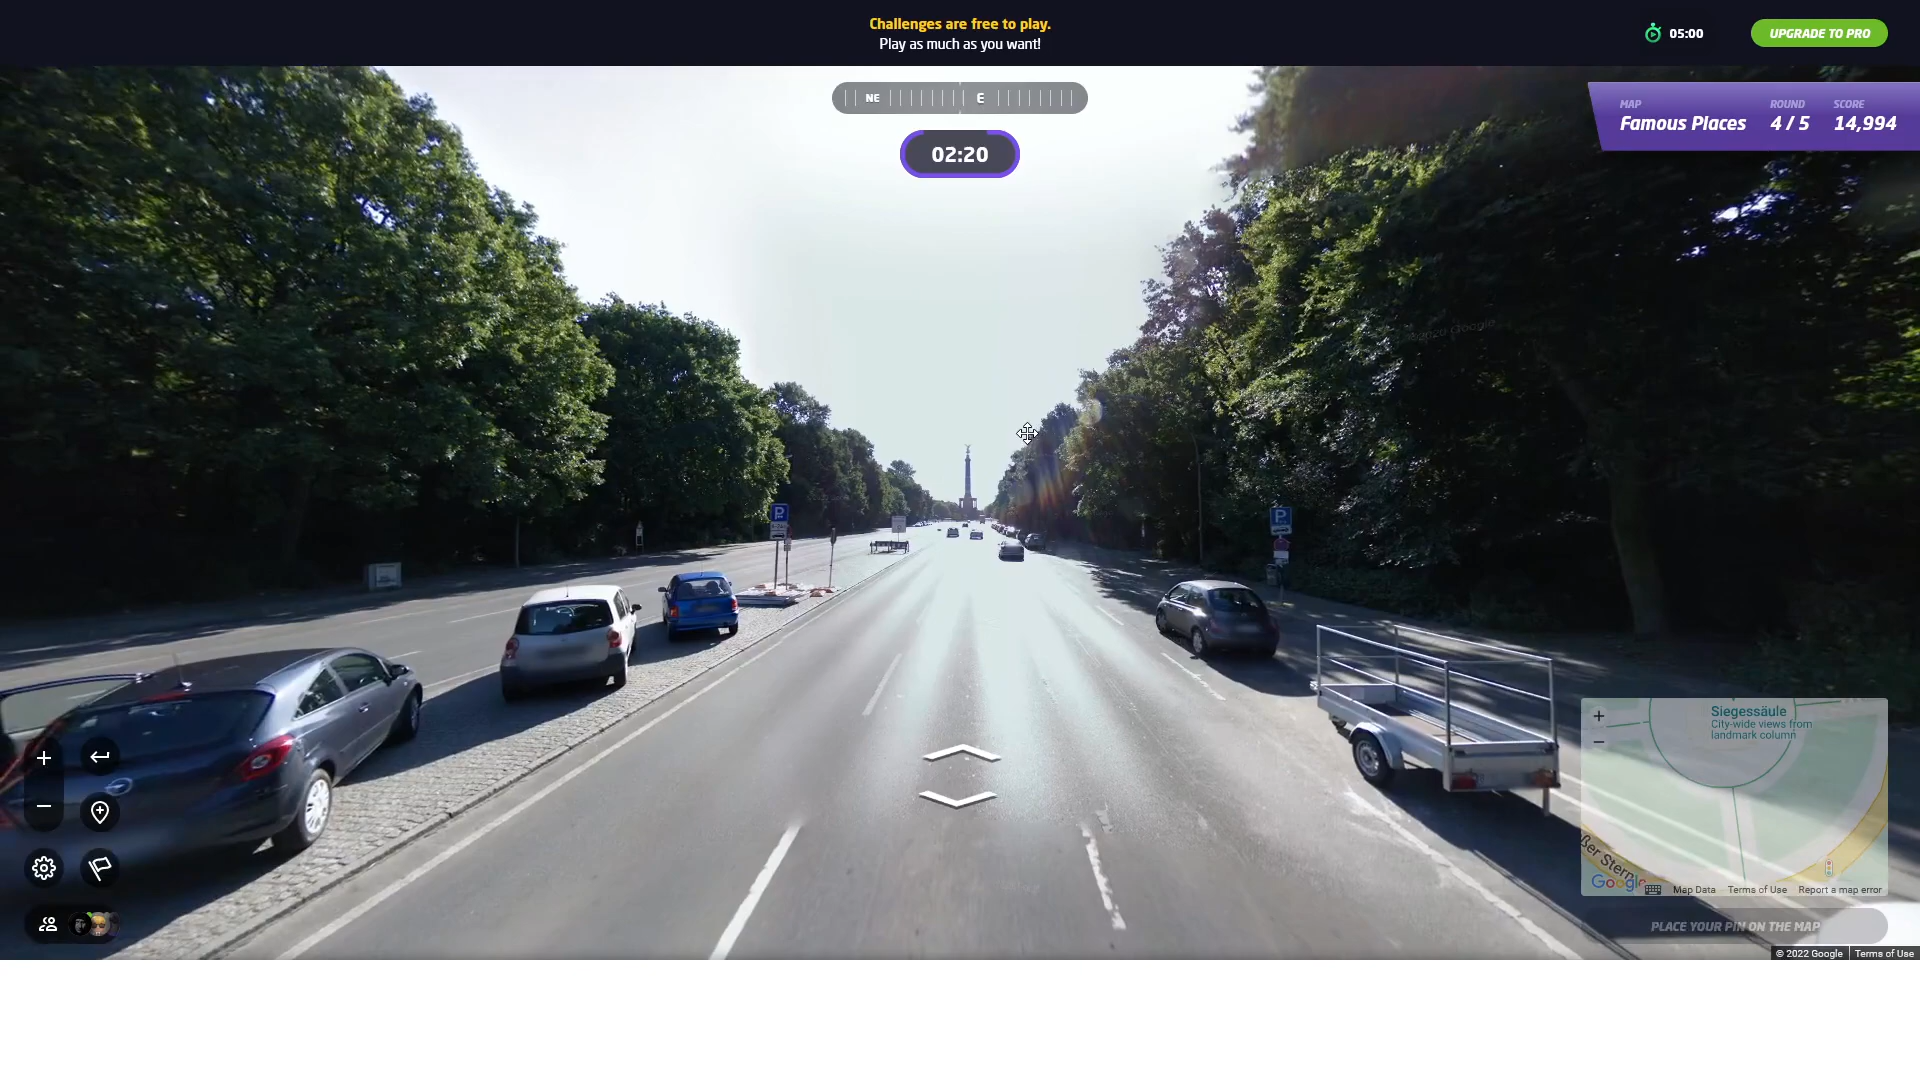 Challenges are free to play.
Play as much as you want!
05:00
UPGRADE TO PRO
NE
E
02:20
MAP
Famous Places
ROUND
4 / 5
SCORE
14,994
P
P
Siegessäule
City-wide views from
landmark column
Google
Map Data
Terms of Use
Report a map error
PLACE YOUR PIN ON THE MAP
© 2022 Google
Terms of Use